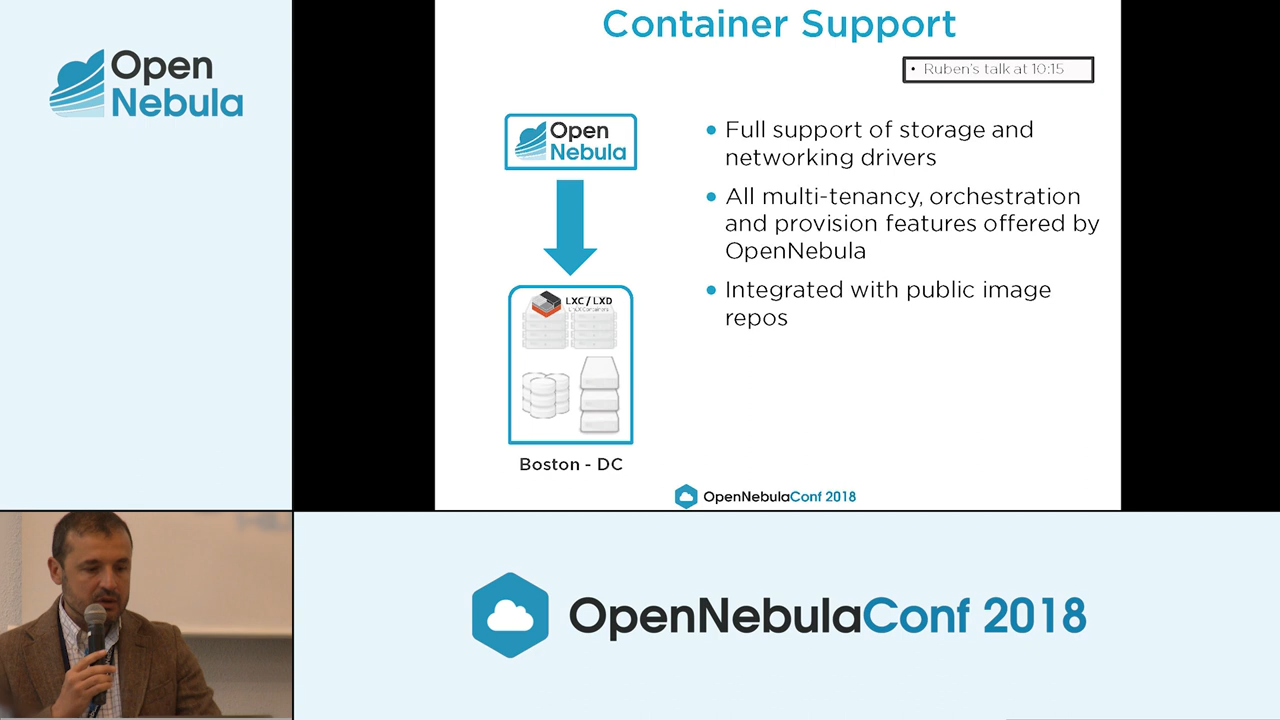 Open
Nebula
Container Support
• Ruben's talk at 10:15
Open
Nebula
LXC / LXD
Linux Containers
Boston - DC
• Full support of storage and
networking drivers
• All multi-tenancy, orchestration
and provision features offered by
OpenNebula
• Integrated with public image
repos
OpenNebulaConf 2018
OpenNebulaConf 2018